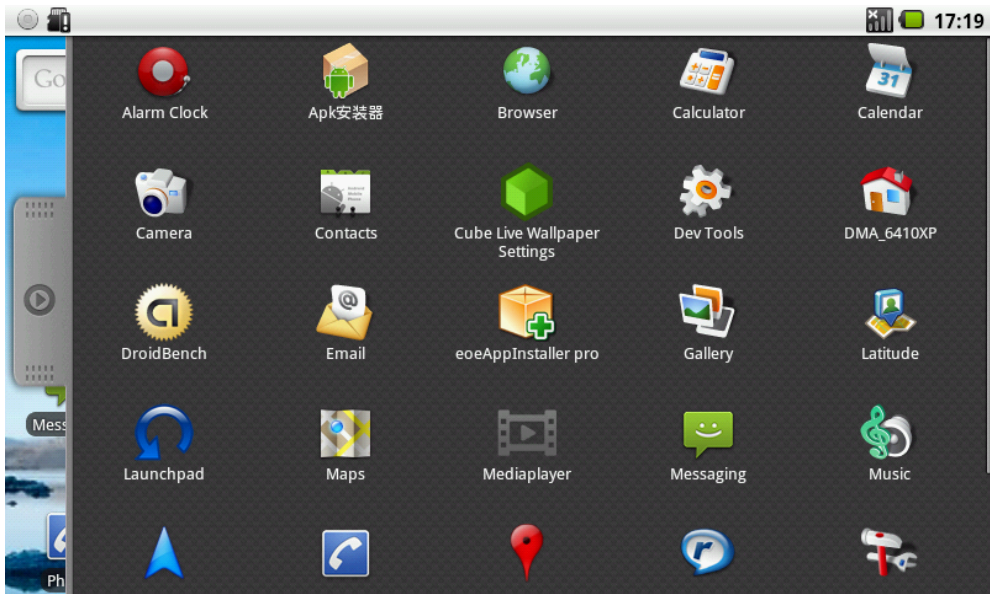 17:19
Go
Alarm Clock
Apk安装器
Browser
31
Calculator
Calendar
Camera
Contacts
Cube Live Wallpaper
Settings
Dev Tools
DMA_6410XP
DroidBench
Email
eoeAppInstaller pro
Gallery
Latitude
Mess
Launchpad
Maps
Mediaplayer
Messaging
Music
Ph